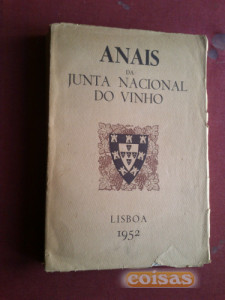 ANAIS
DA
JUNTA NACIONAL
DO VINHO
LISBOA
1952
coisas